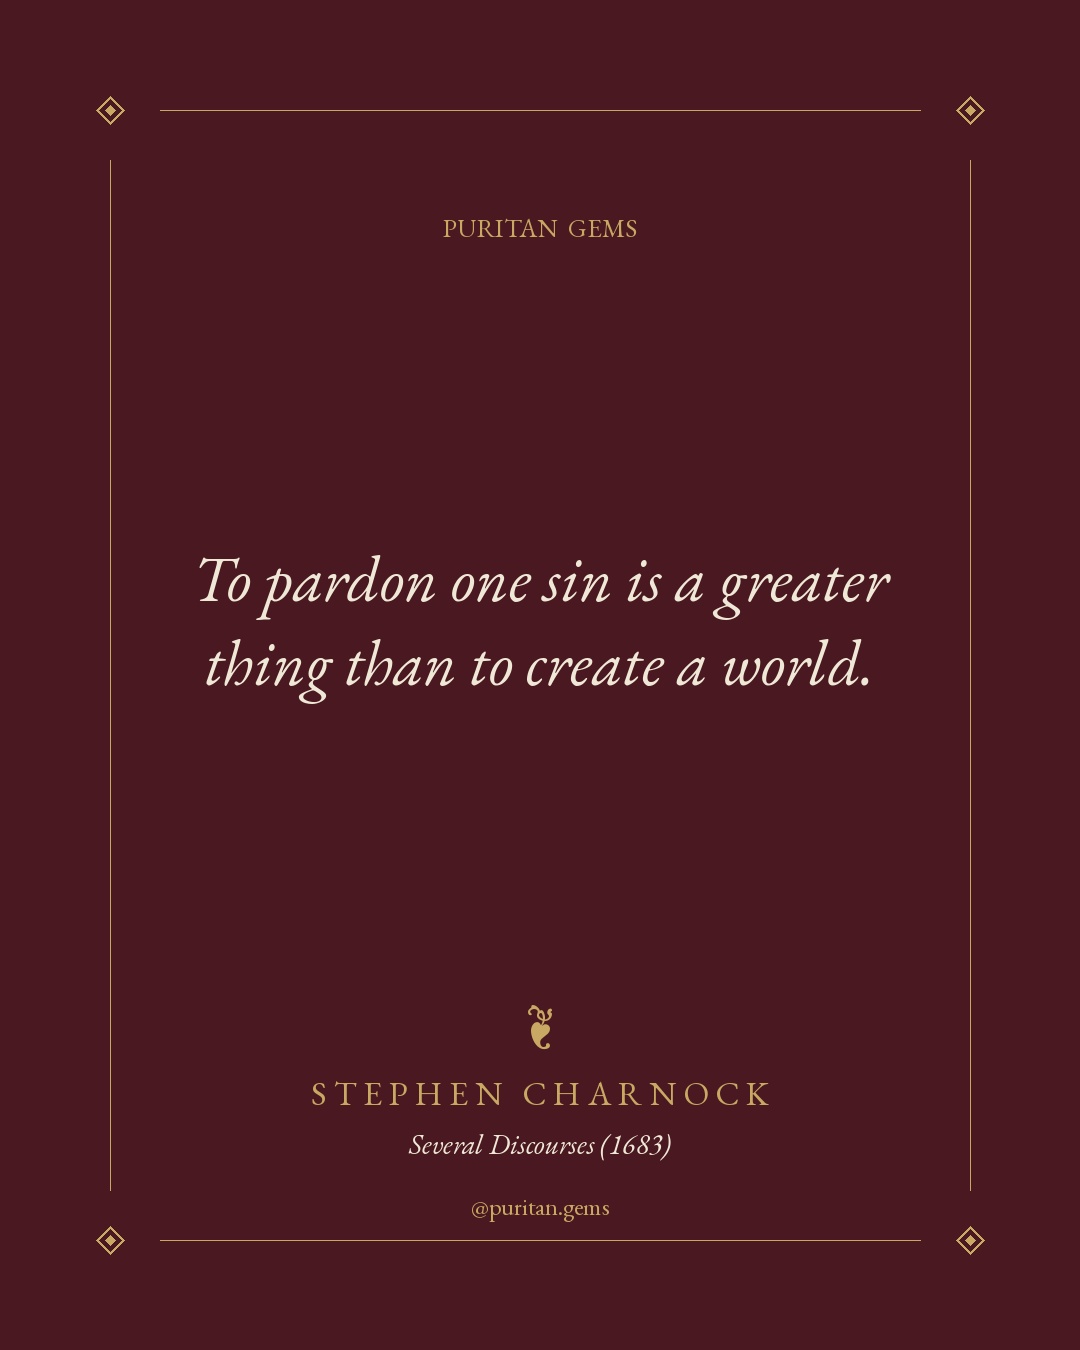 PURITAN GEMS
To pardon one sin is a greater
thing than to create a world.
STEPHEN CHARNOCK
Several Discourses (1683)
@puritan.gems